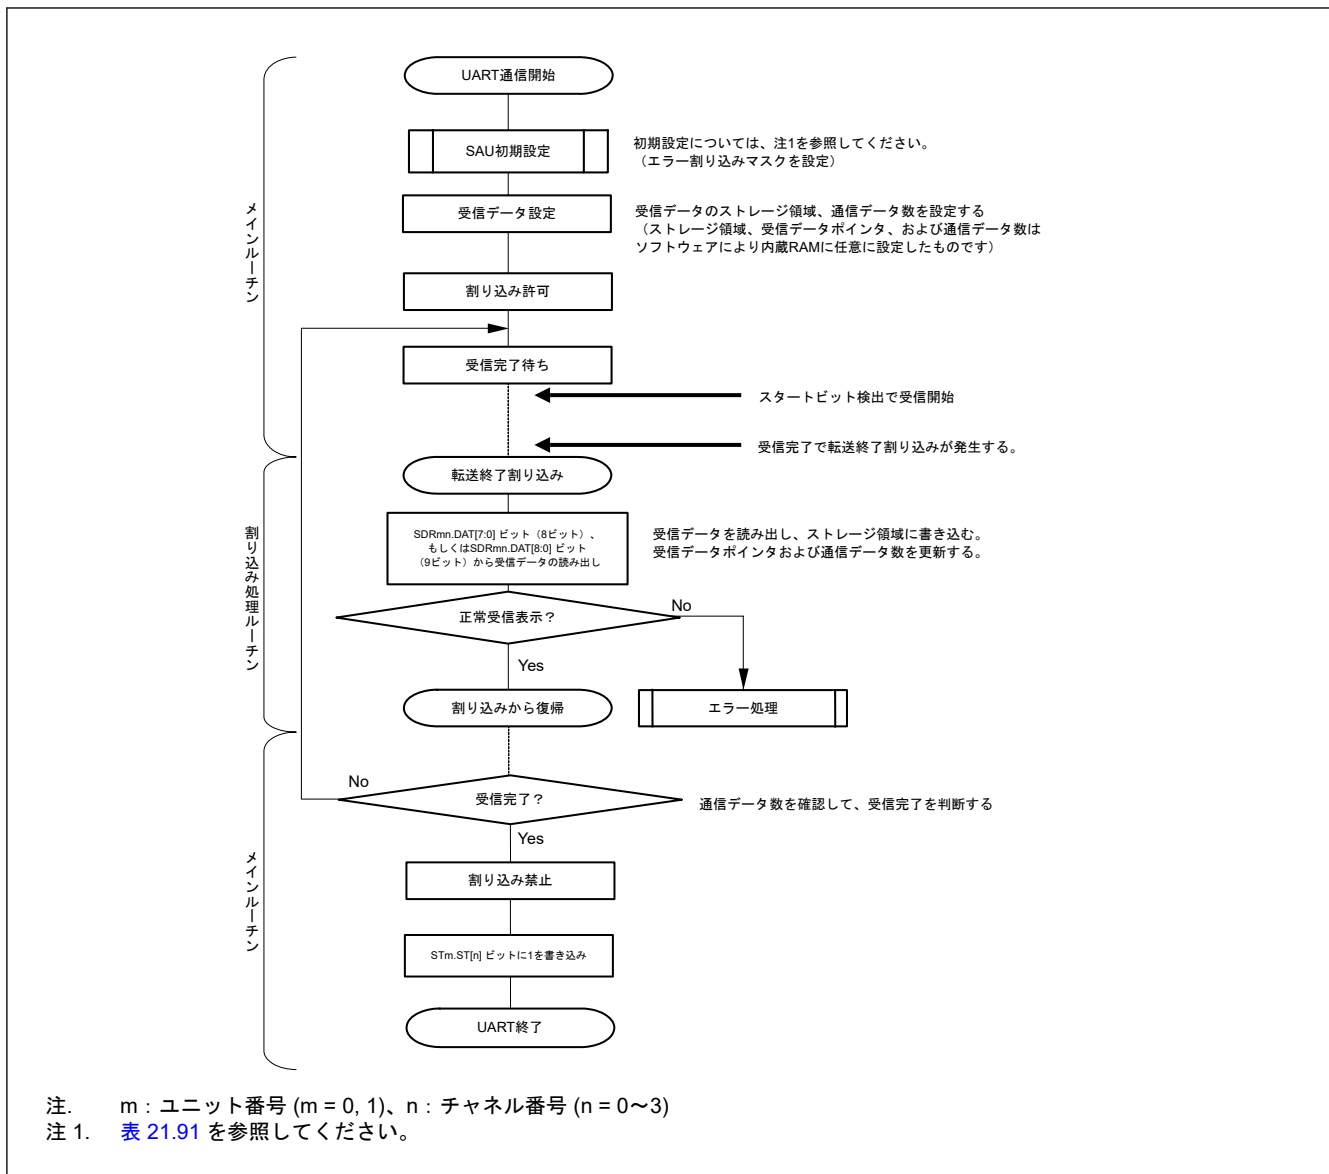 UART通信開始
SAU初期設定
初期設定については、注1を参照してください。
（エラー割り込みマスクを設定）
メインルーチン
受信データ設定
受信データのストレージ領域、通信データ数を設定する
（ストレージ領域、受信データポインタ、および通信データ数は
ソフトウェアにより内蔵RAMに任意に設定したものです）
割り込み許可
受信完了待ち
スタートビット検出で受信開始
受信完了で転送終了割り込みが発生する。
転送終了割り込み
割り込み処理ルーチン
SDRmn.DAT[7:0] ビット（8ビット）、
もしくはSDRmn.DAT[8:0] ビット
（9ビット）から受信データの読み出し
受信データを読み出し、ストレージ領域に書き込む。
受信データポインタおよび通信データ数を更新する。
正常受信表示？
No
Yes
割り込みから復帰
エラー処理
No
受信完了？
通信データ数を確認して、受信完了を判断する
Yes
メインルーチン
割り込み禁止
STm.ST[n] ビットに1を書き込み
UART終了
注. m：ユニット番号 (m = 0, 1)、n：チャネル番号 (n = 0～3)
注 1. 表 21.91 を参照してください。